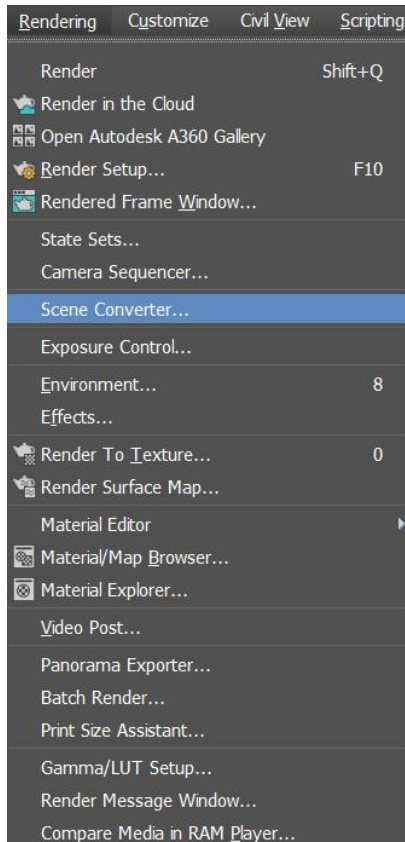 Rendering Customize Civil View Scripting
Render Shift+Q
Render in the Cloud
Open Autodesk A360 Gallery
Render Setup... F10
Rendered Frame Window...
State Sets...
Camera Sequencer...
Scene Converter...
Exposure Control...
Environment... 8
Effects...
Render To Texture... 0
Render Surface Map...
Material Editor
Material/Map Browser...
Material Explorer...
Video Post...
Panorama Exporter...
Batch Render...
Print Size Assistant...
Gamma/LUT Setup...
Render Message Window...
Compare Media in RAM Player...